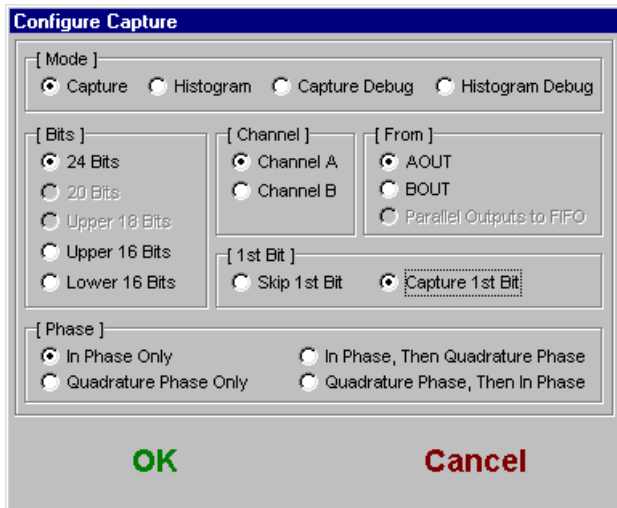 Configure Capture
[ Mode ]
Capture Histogram Capture Debug Histogram Debug
[ Bits ]
24 Bits
20 Bits
Upper 18 Bits
Upper 16 Bits
Lower 16 Bits
[ Channel ]
Channel A
Channel B
[ From ]
AOUT
BOUT
Parallel Outputs to FIFO
[ 1st Bit ]
Skip 1st Bit Capture 1st Bit
[ Phase ]
In Phase Only In Phase, Then Quadrature Phase
Quadrature Phase Only Quadrature Phase, Then In Phase
OK Cancel